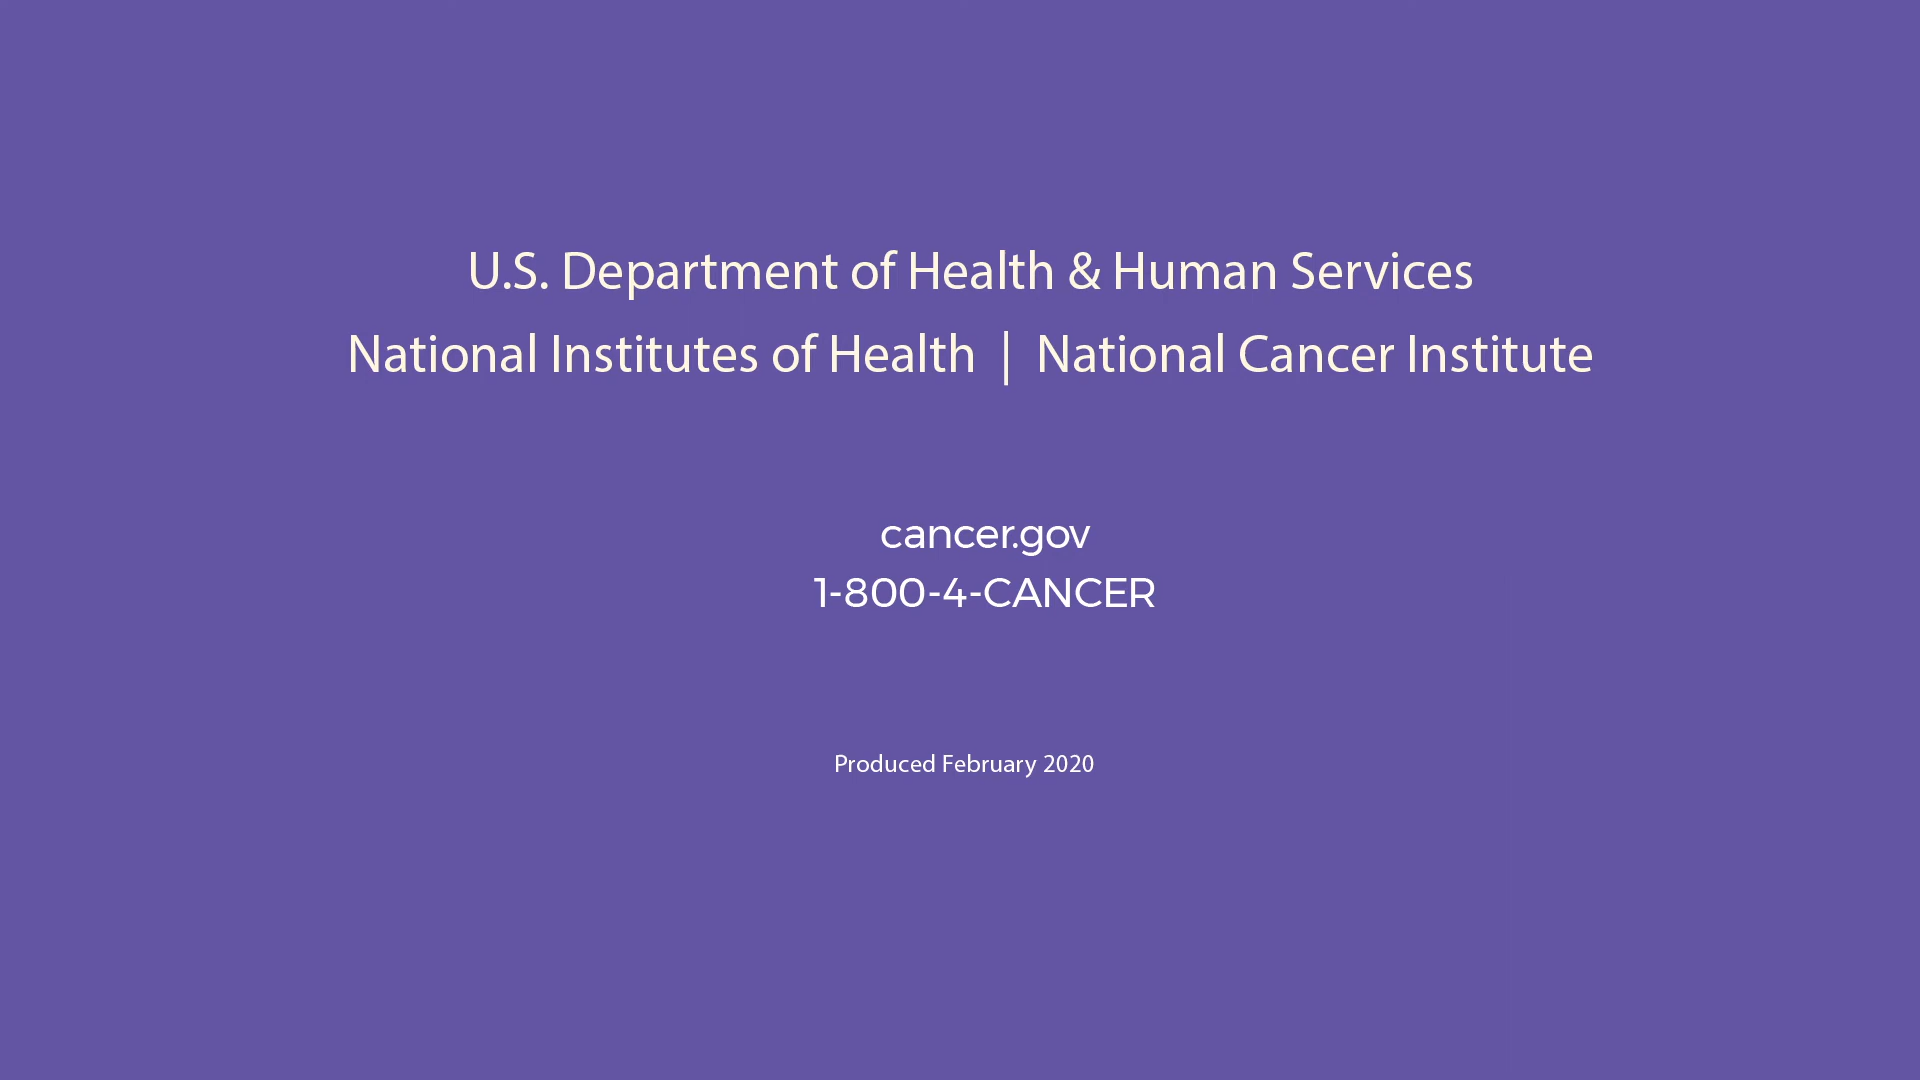 U.S. Department of Health & Human Services
National Institutes of Health | National Cancer Institute
cancer.gov
1-800-4-CANCER
Produced February 2020